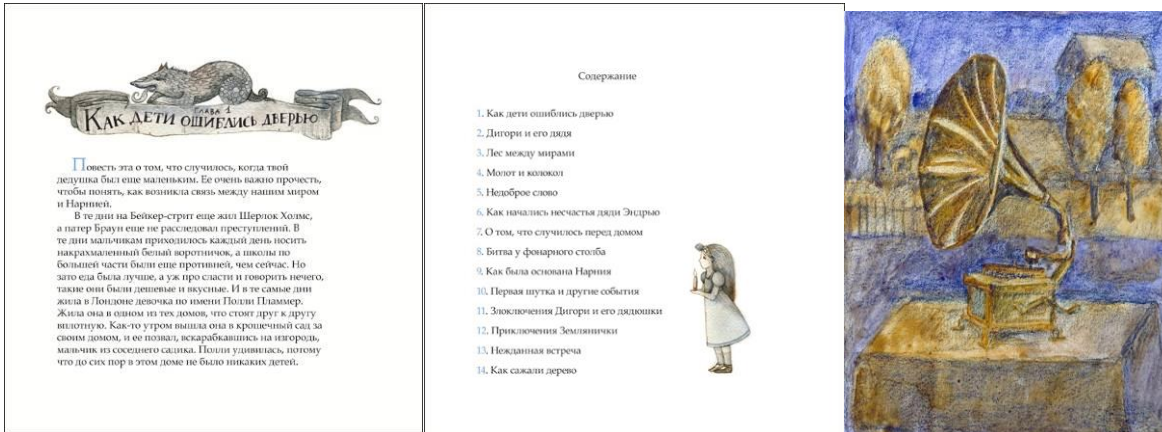 ГЛАВА 1
КАК ДЕТИ ОШИБЛИСЬ ДВЕРЬЮ
Повесть эта о том, что случилось, когда твой
дедушка был еще маленьким. Ее очень важно прочесть,
чтобы понять, как возникла связь между нашим миром
и Нарнией.
В те дни на Бейкер-стрит еще жил Шерлок Холмс,
а патер Браун еще не расследовал преступлений. В
те дни мальчикам приходилось каждый день носить
накрахмаленный белый воротничок, а школы по
большей части были еще противней, чем сейчас. Но
зато еда была лучше, а уж про сласти и говорить нечего,
такие они были дешевые и вкусные. И в те самые дни
жила в Лондоне девочка по имени Полли Пламмер.
Жила она в одном из тех домов, что стоят друг к другу
вплотную. Как-то утром вышла она в крошечный сад за
своим домом, и ее позвал, вскарабкавшись на изгородь,
мальчик из соседнего садика. Полли удивилась, потому
что до сих пор в этом доме не было никаких детей.
Содержание
1. Как дети ошиблись дверью
2. Дигори и его дядя
3. Лес между мирами
4. Молот и колокол
5. Недоброе слово
6. Как начались несчастья дяди Эндрью
7. О том, что случилось перед домом
8. Битва у фонарного столба
9. Как была основана Нарния
10. Первая шутка и другие события
11. Злоключения Дигори и его дядюшки
12. Приключения Землянички
13. Нежданная встреча
14. Как сажали дерево